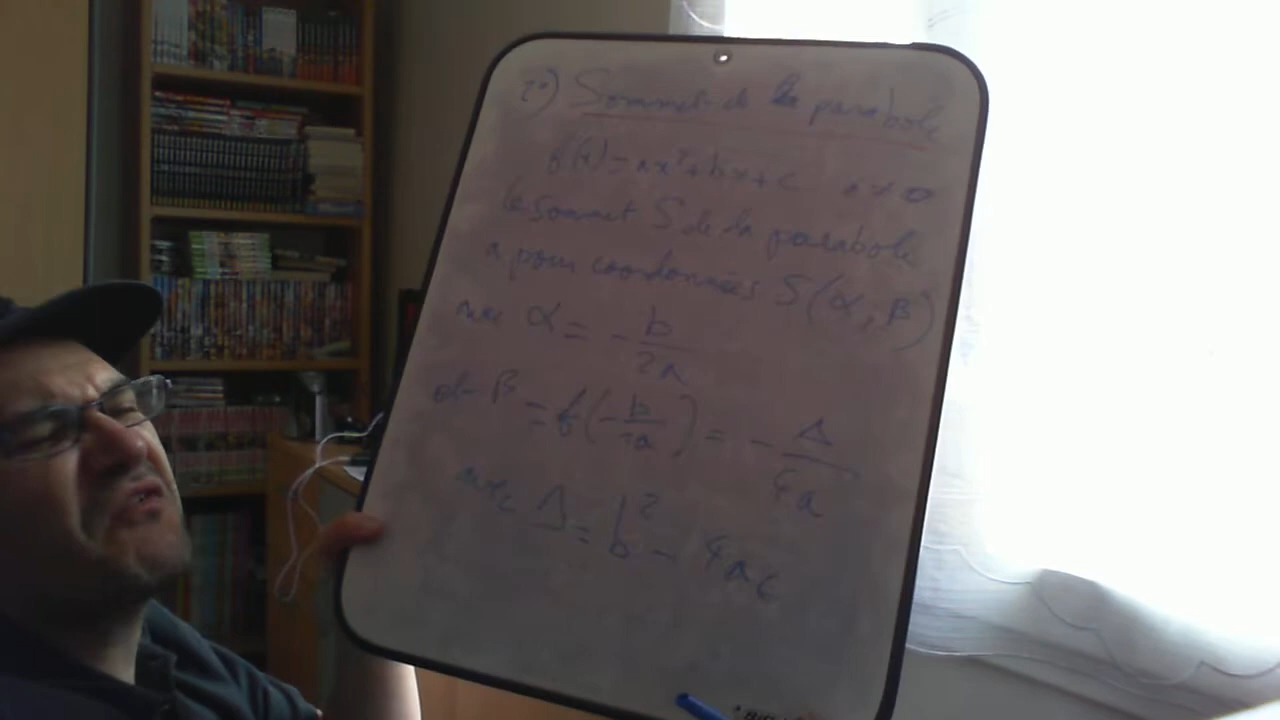 2°) Sommet de la parabole
f(x) = ax²+bx+c a ≠ 0
le sommet S de la parabole
a pour coordonnées S(α, β)
avec α = - b/2a
et β = f(-b/2a) = - Δ/4a
avec Δ = b² - 4ac